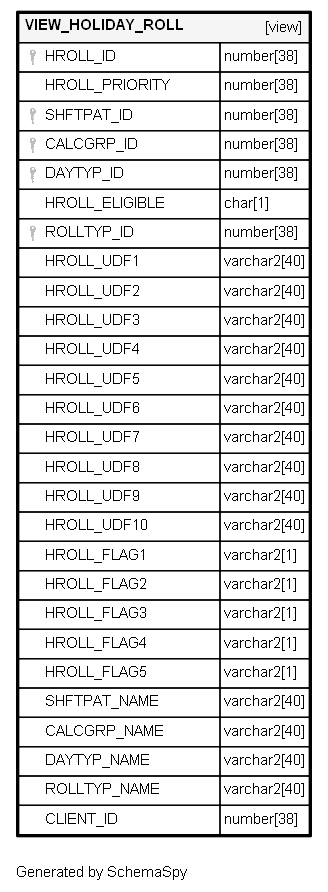 VIEW_HOLIDAY_ROLL [view]
HROLL_ID number[38]
HROLL_PRIORITY number[38]
SHFTPAT_ID number[38]
CALCGRP_ID number[38]
DAYTYP_ID number[38]
HROLL_ELIGIBLE char[1]
ROLLTYP_ID number[38]
HROLL_UDF1 varchar2[40]
HROLL_UDF2 varchar2[40]
HROLL_UDF3 varchar2[40]
HROLL_UDF4 varchar2[40]
HROLL_UDF5 varchar2[40]
HROLL_UDF6 varchar2[40]
HROLL_UDF7 varchar2[40]
HROLL_UDF8 varchar2[40]
HROLL_UDF9 varchar2[40]
HROLL_UDF10 varchar2[40]
HROLL_FLAG1 varchar2[1]
HROLL_FLAG2 varchar2[1]
HROLL_FLAG3 varchar2[1]
HROLL_FLAG4 varchar2[1]
HROLL_FLAG5 varchar2[1]
SHFTPAT_NAME varchar2[40]
CALCGRP_NAME varchar2[40]
DAYTYP_NAME varchar2[40]
ROLLTYP_NAME varchar2[40]
CLIENT_ID number[38]
Generated by SchemaSpy